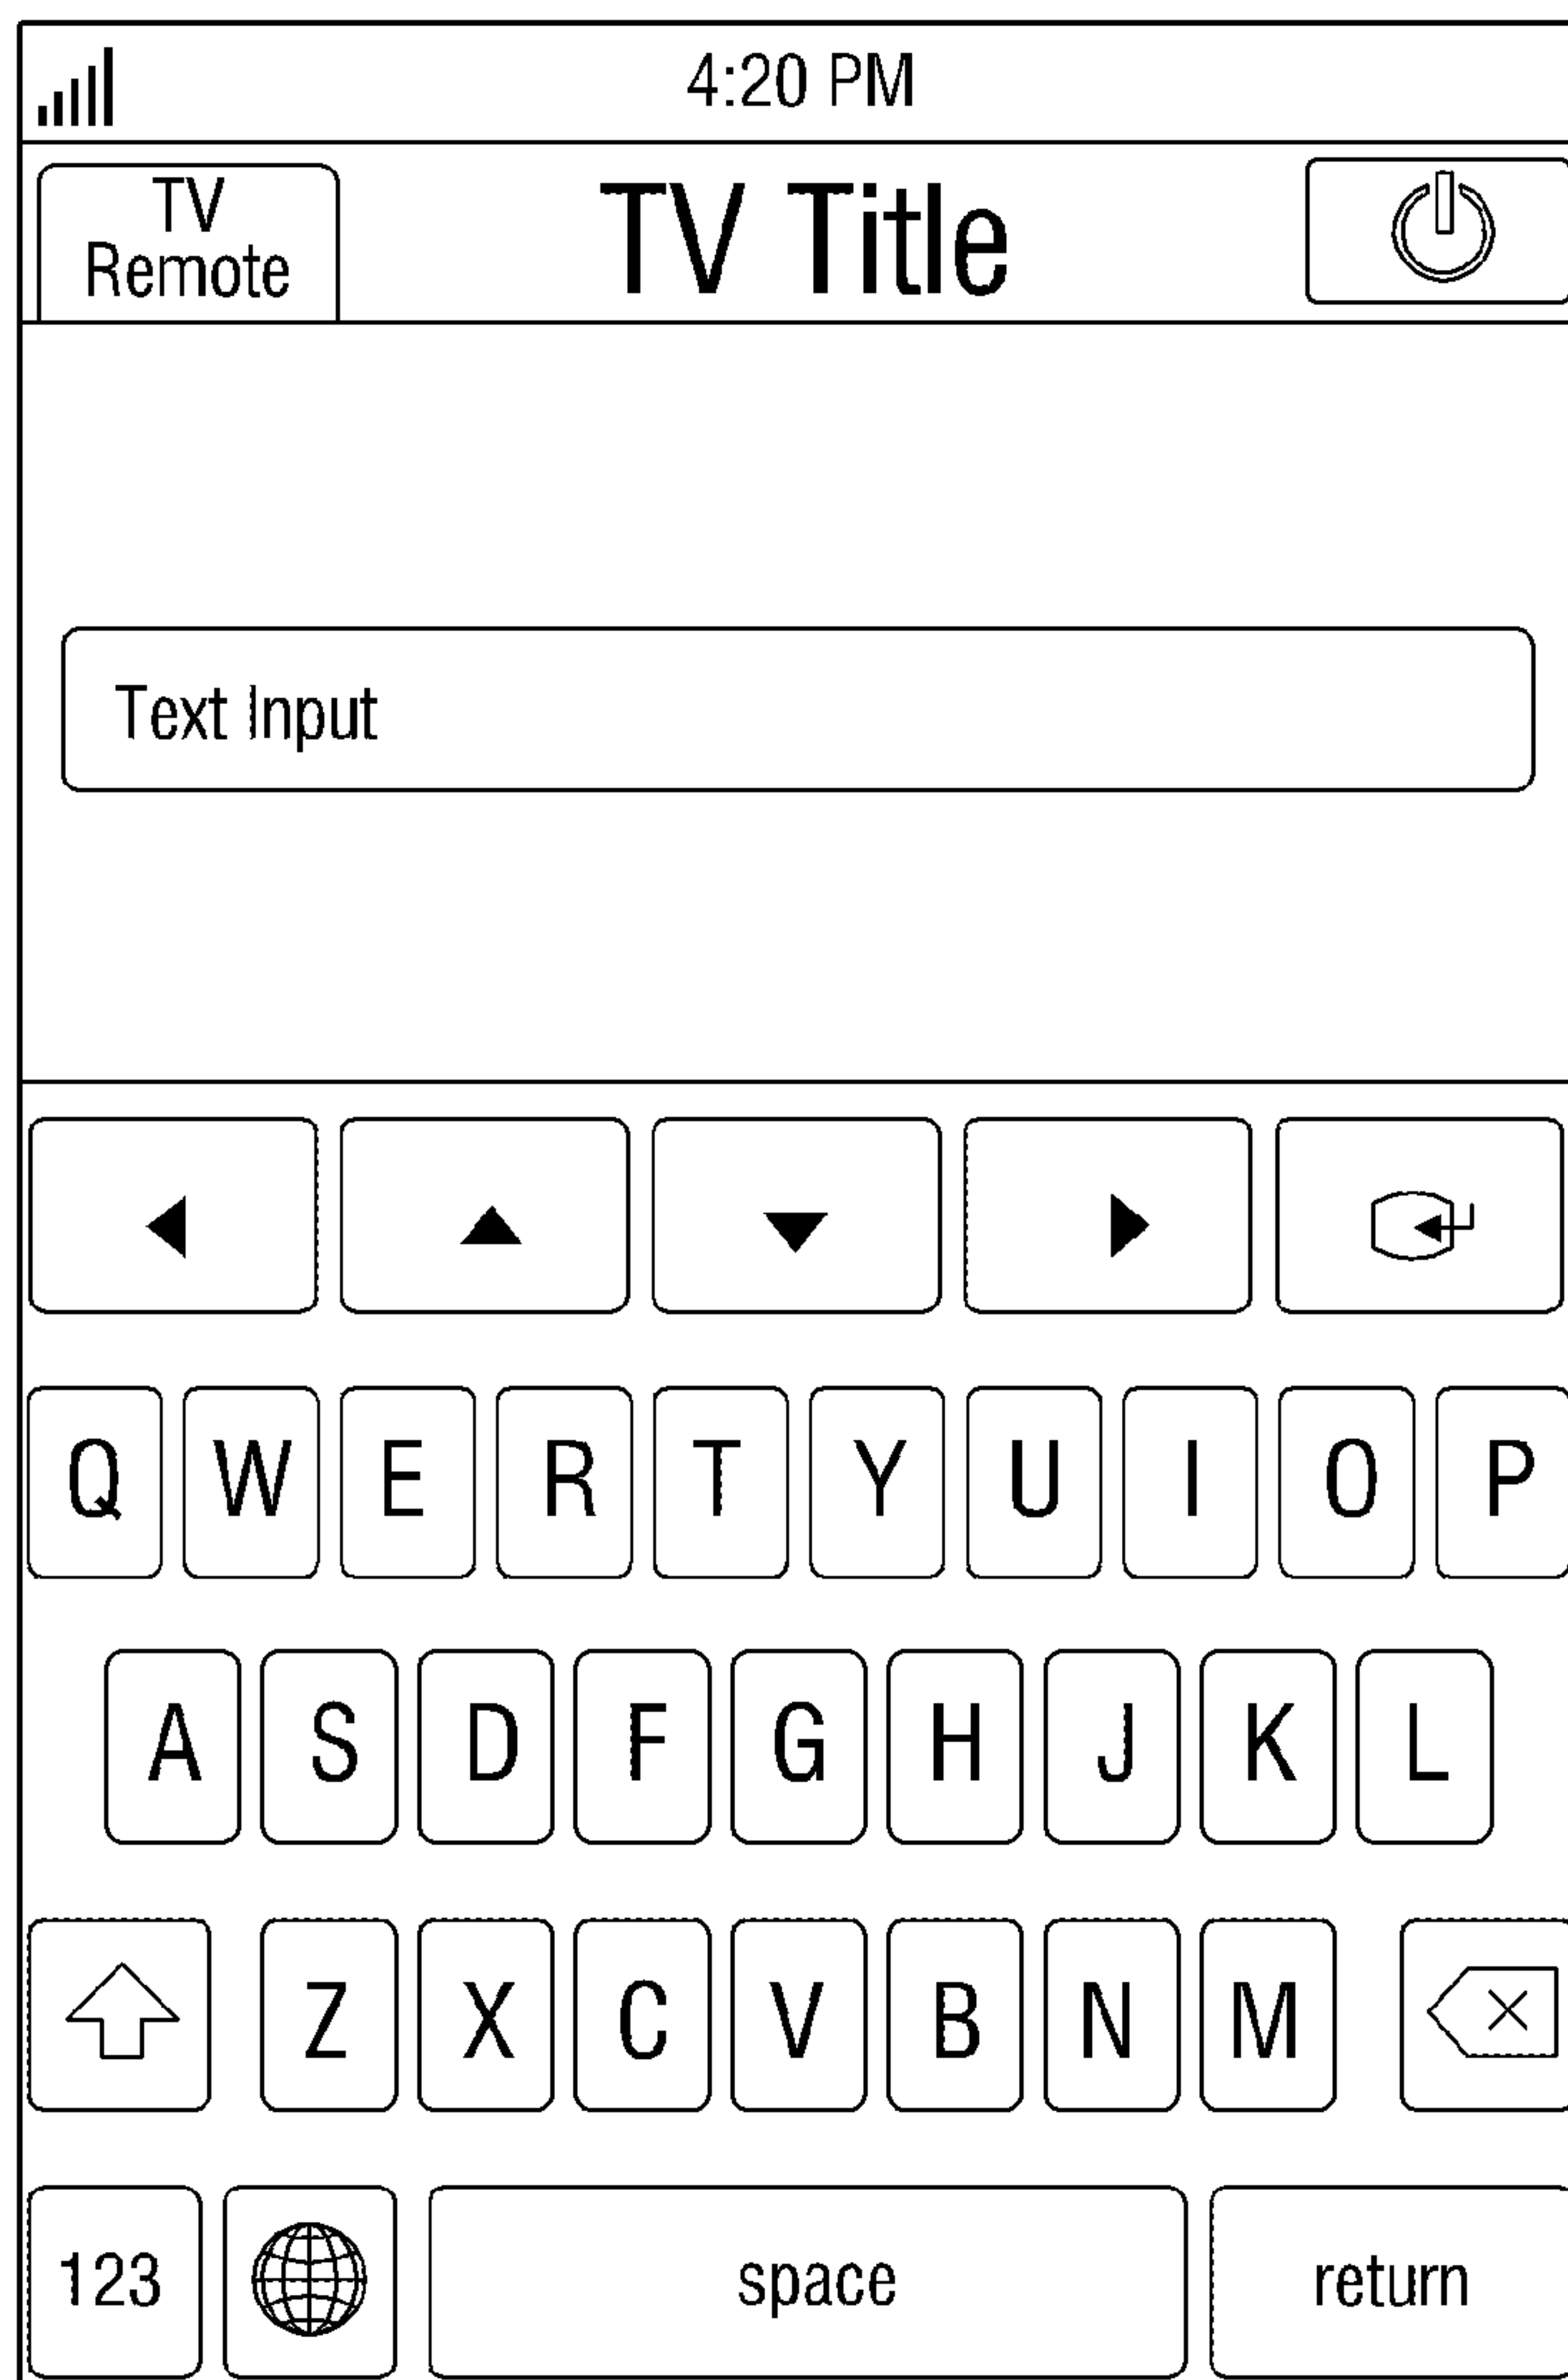 4:20 PM
TV
Remote
TV Title
Text Input
Q W E R T Y U I O P
A S D F G H J K L
Z X C V B N M
123 space return